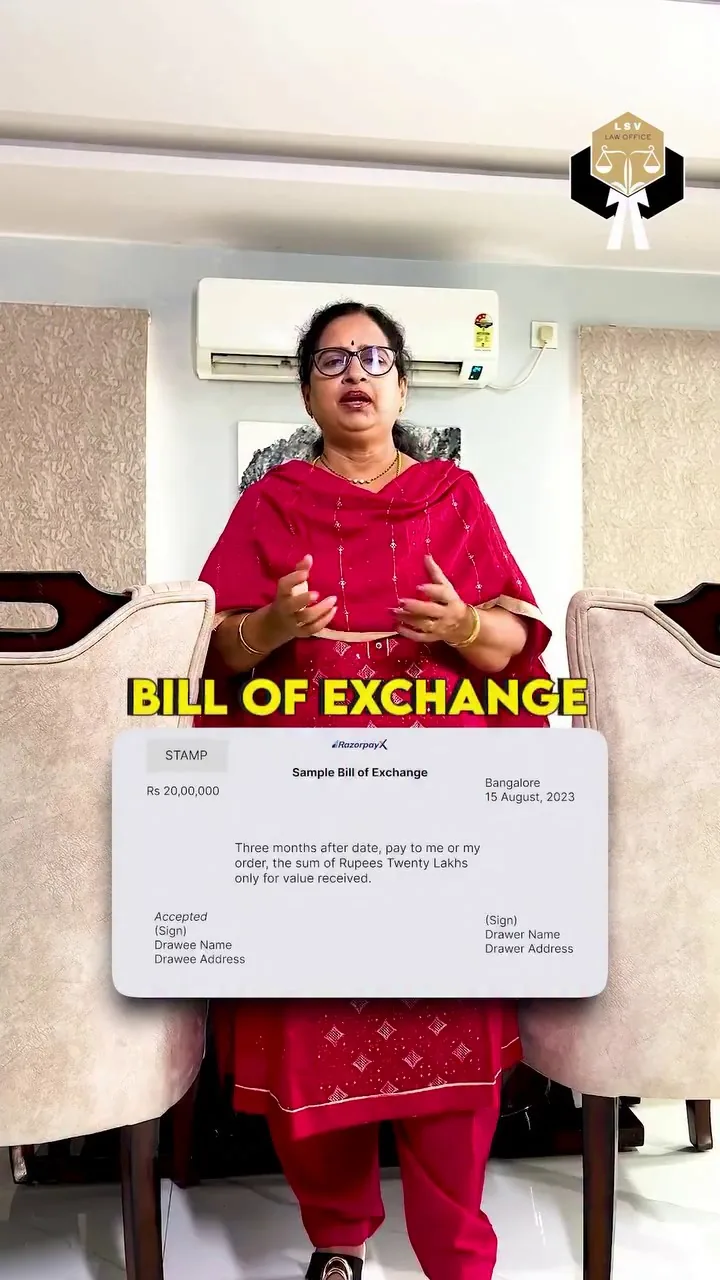 LSV
LAW OFFICE
BILL OF EXCHANGE
STAMP
RazorpayX
Sample Bill of Exchange
Rs 20,00,000
Bangalore
15 August, 2023
Three months after date, pay to me or my
order, the sum of Rupees Twenty Lakhs
only for value received.
Accepted
(Sign)
Drawee Name
Drawee Address
(Sign)
Drawer Name
Drawer Address